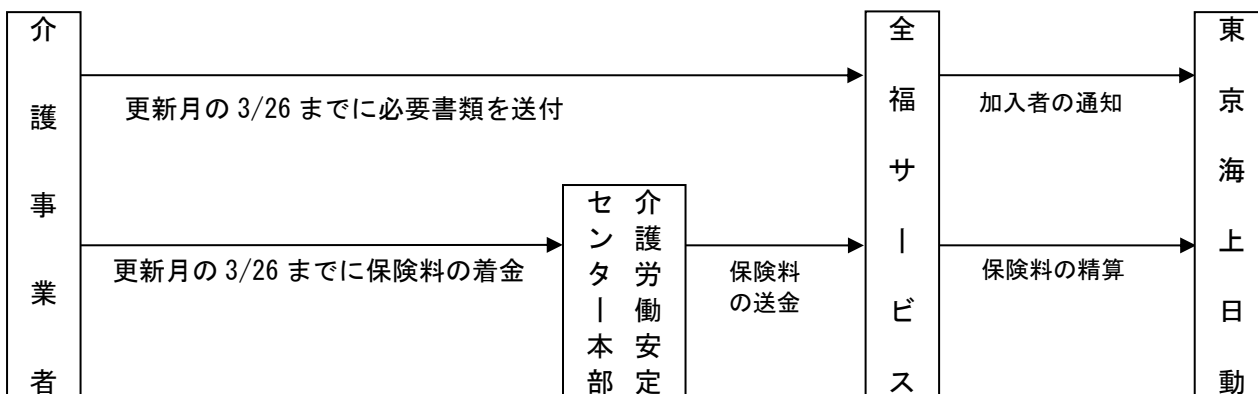 介護事業者
更新月の 3/26 までに必要書類を送付
更新月の 3/26 までに保険料の着金
介護労働安定
センター本部
保険料
の送金
全福サービス
加入者の通知
保険料の精算
東京海上日動